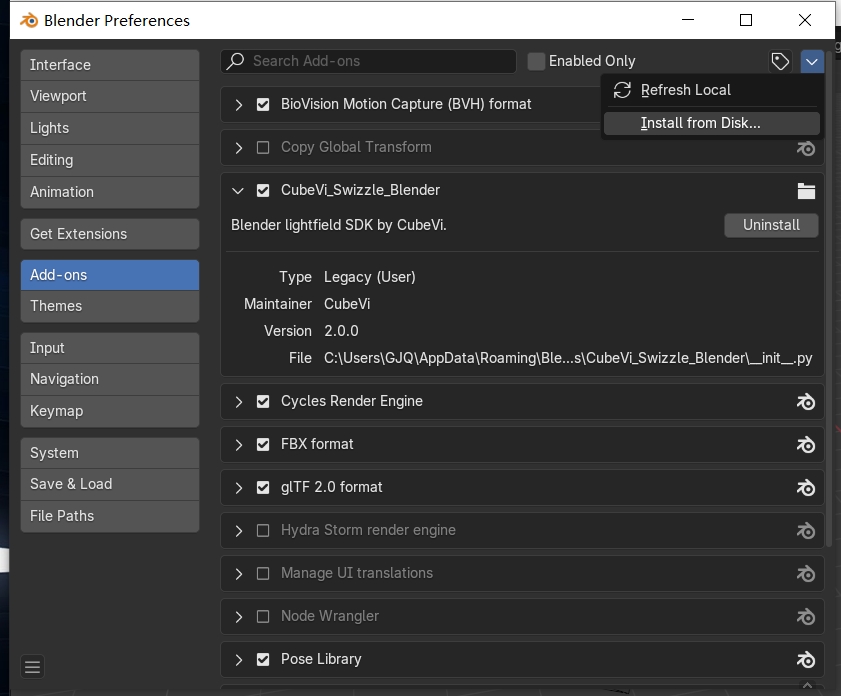 Blender Preferences
Interface
Viewport
Lights
Editing
Animation
Get Extensions
Add-ons
Themes
Input
Navigation
Keymap
System
Save & Load
File Paths
Search Add-ons
Enabled Only
Refresh Local
Install from Disk...
BioVision Motion Capture (BVH) format
Copy Global Transform
CubeVi_Swizzle_Blender
Blender lightfield SDK by CubeVi.
Uninstall
Type Legacy (User)
Maintainer CubeVi
Version 2.0.0
File C:\Users\GJQ\AppData\Roaming\Ble...s\CubeVi_Swizzle_Blender\__init__.py
Cycles Render Engine
FBX format
glTF 2.0 format
Hydra Storm render engine
Manage UI translations
Node Wrangler
Pose Library